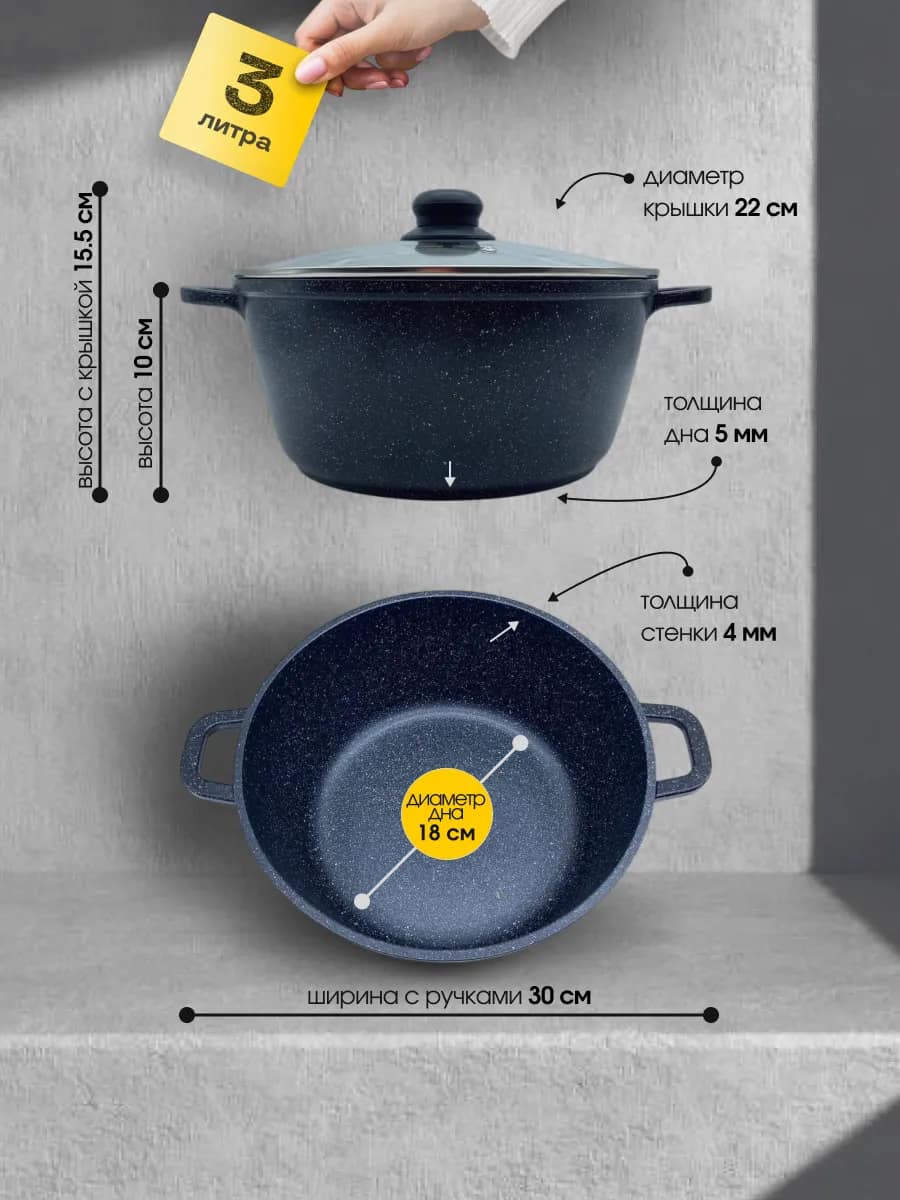 3
литра
диаметр
крышки 22 см
высота с крышкой 15.5 см
высота 10 см
толщина
дна 5 мм
толщина
стенки 4 мм
диаметр
дна
18 см
ширина с ручками 30 см